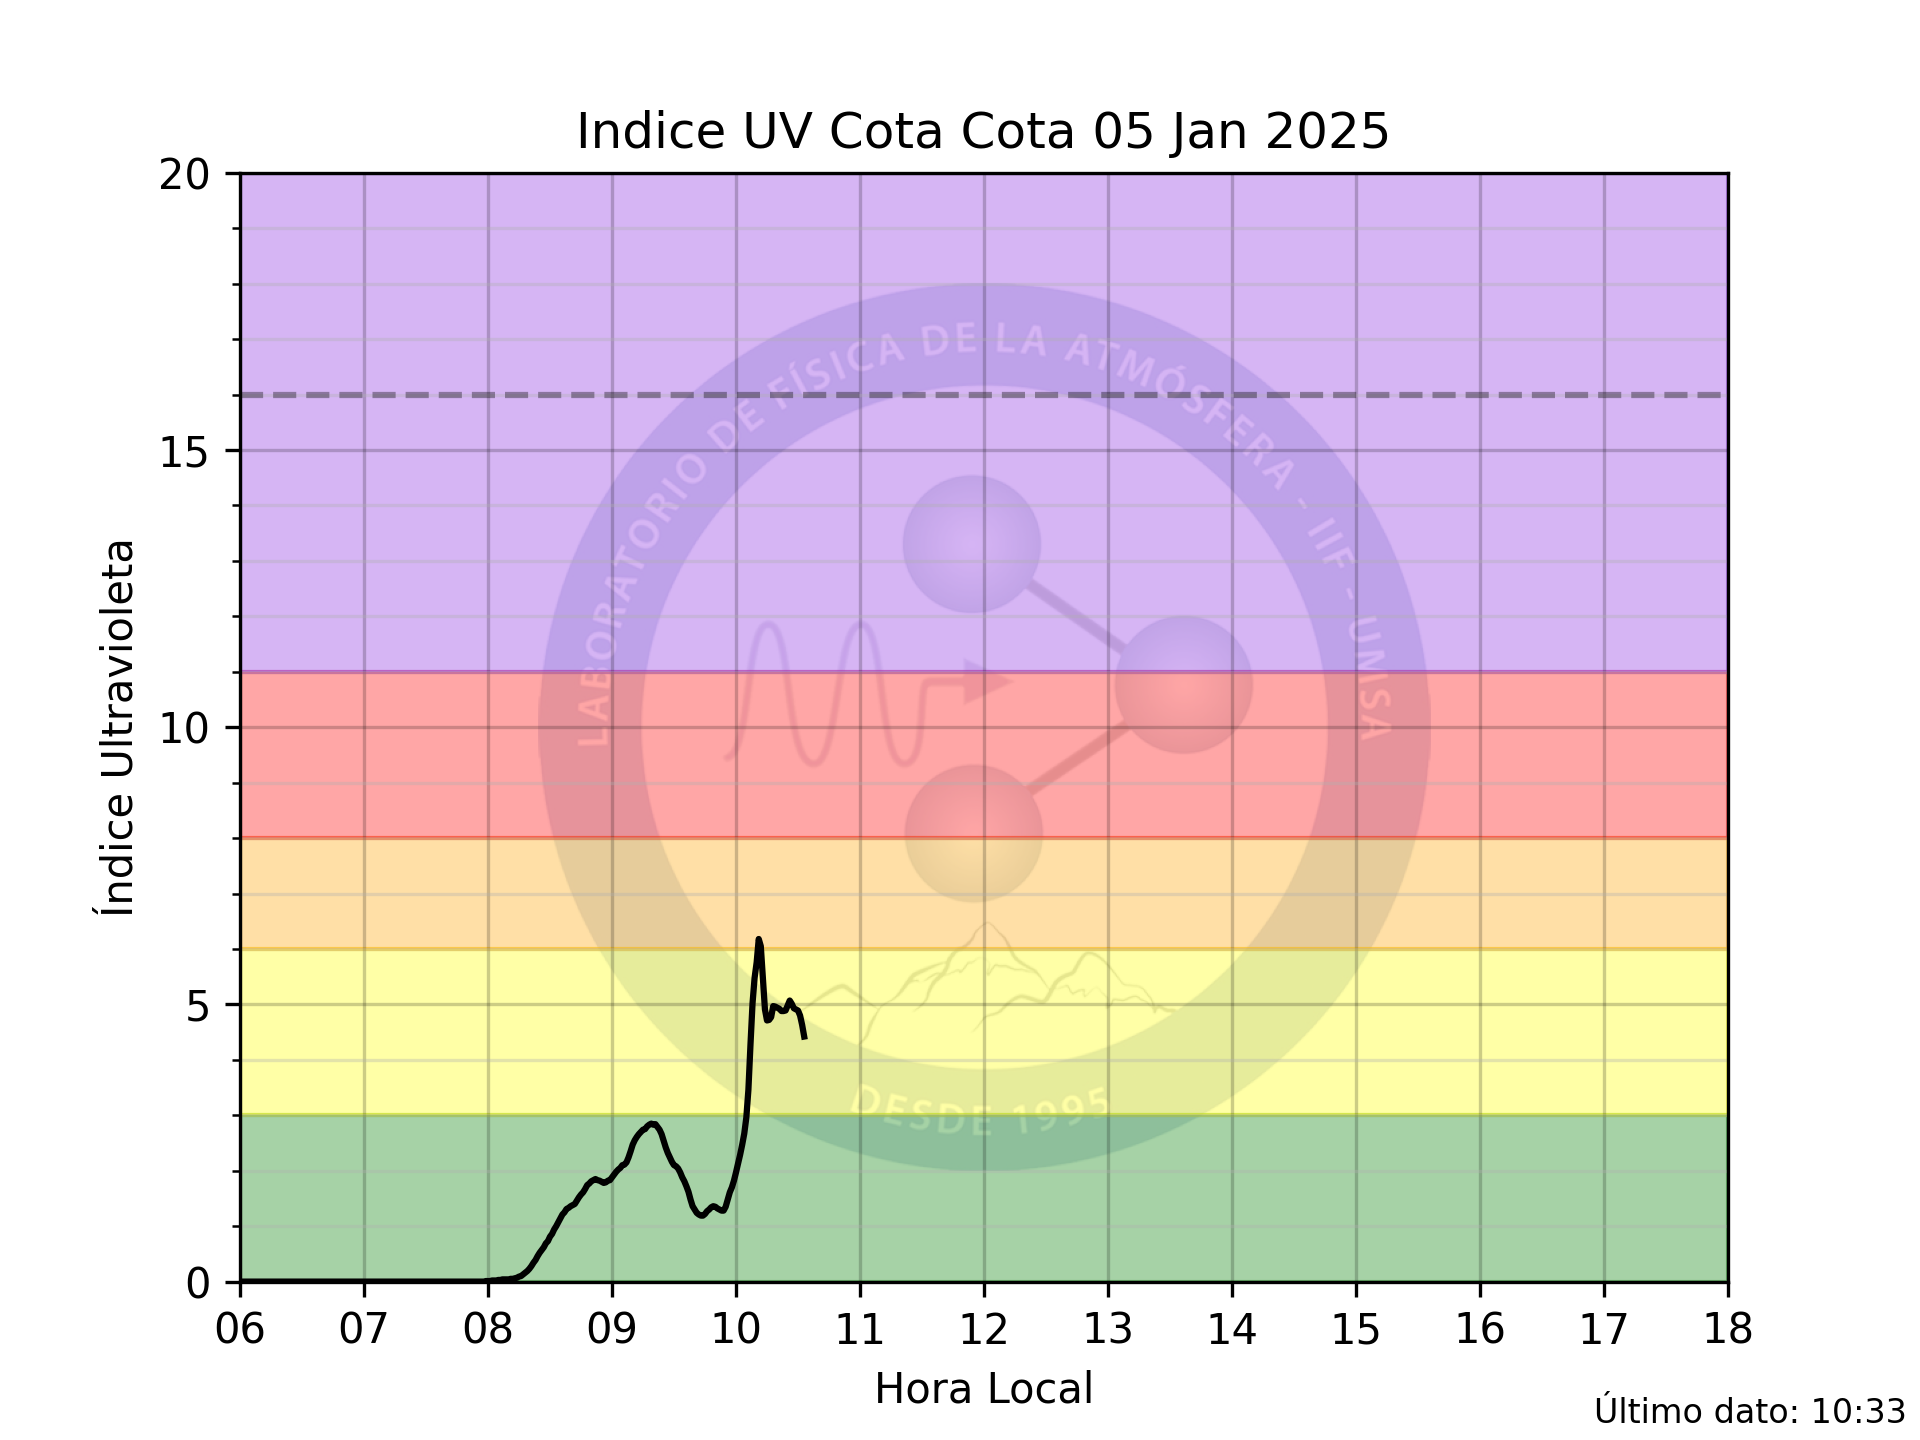 Indice UV Cota Cota 05 Jan 2025
20
15
10
5
0
Índice Ultravioleta
LABORATORIO DE FÍSICA DE LA ATMÓSFERA - IIF - UMSA
DESDE 1995
06 07 08 09 10 11 12 13 14 15 16 17 18
Hora Local
Último dato: 10:33